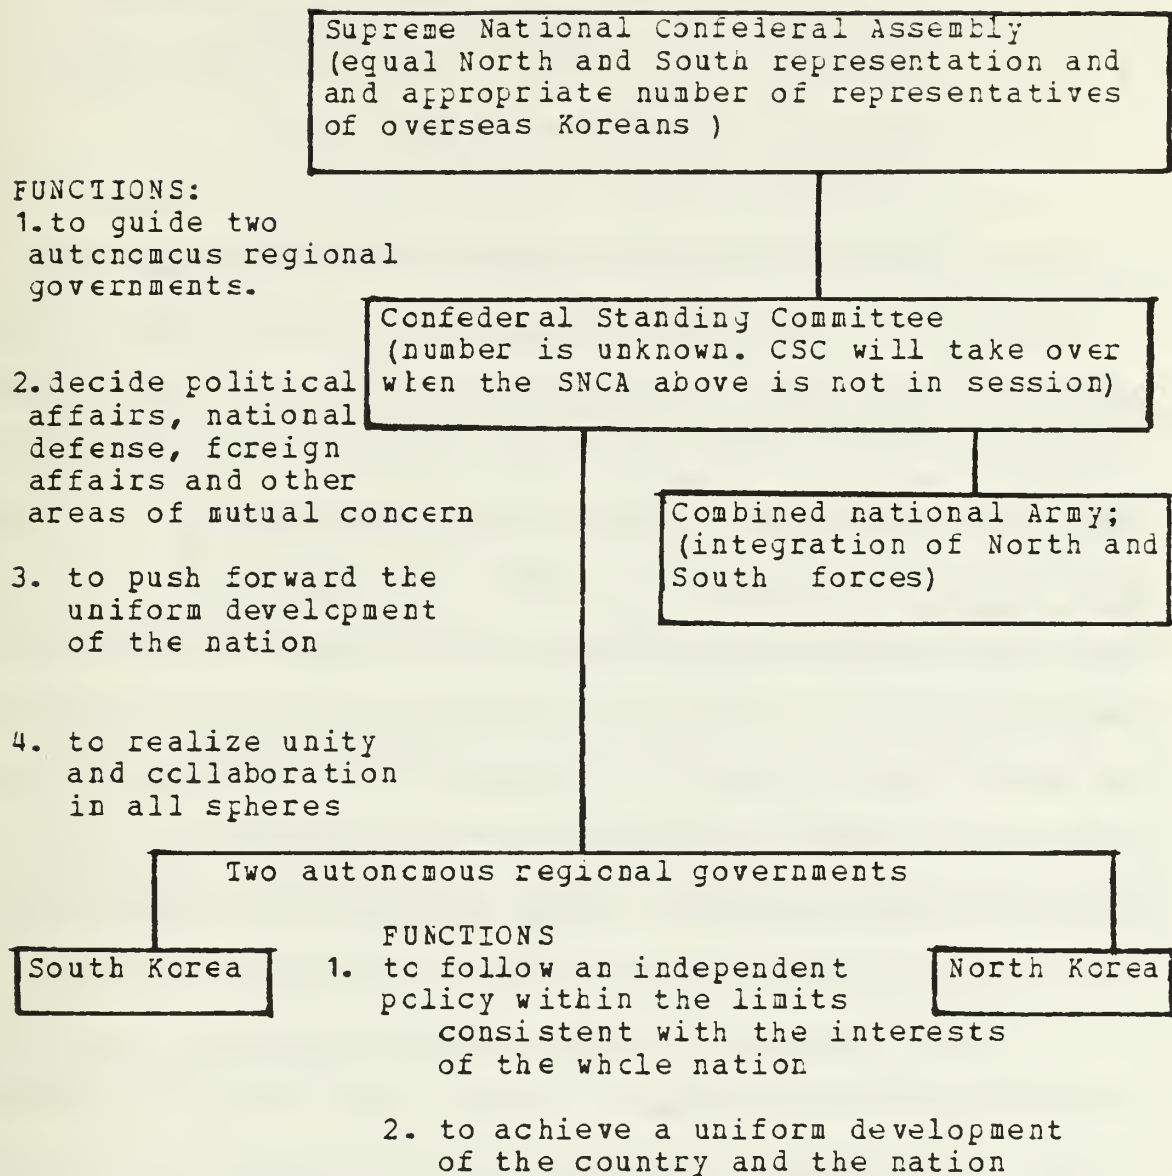 Supreme National Confederal Assembly
(equal North and South representation and
and appropriate number of representatives
of overseas Koreans )
FUNCTIONS:
1.to guide two
autonomous regional
governments.
Confederal Standing Committee
(number is unknown. CSC will take over
when the SNCA above is not in session)
2.decide political
affairs, national
defense, foreign
affairs and other
areas of mutual concern
Combined national Army;
(integration of North and
South forces)
3. to push forward the
uniform development
of the nation
4. to realize unity
and collaboration
in all spheres
Two autonomous regional governments
South Korea
North Korea
FUNCTIONS
1. to follow an independent
policy within the limits
consistent with the interests
of the whole nation
2. to achieve a uniform development
of the country and the nation